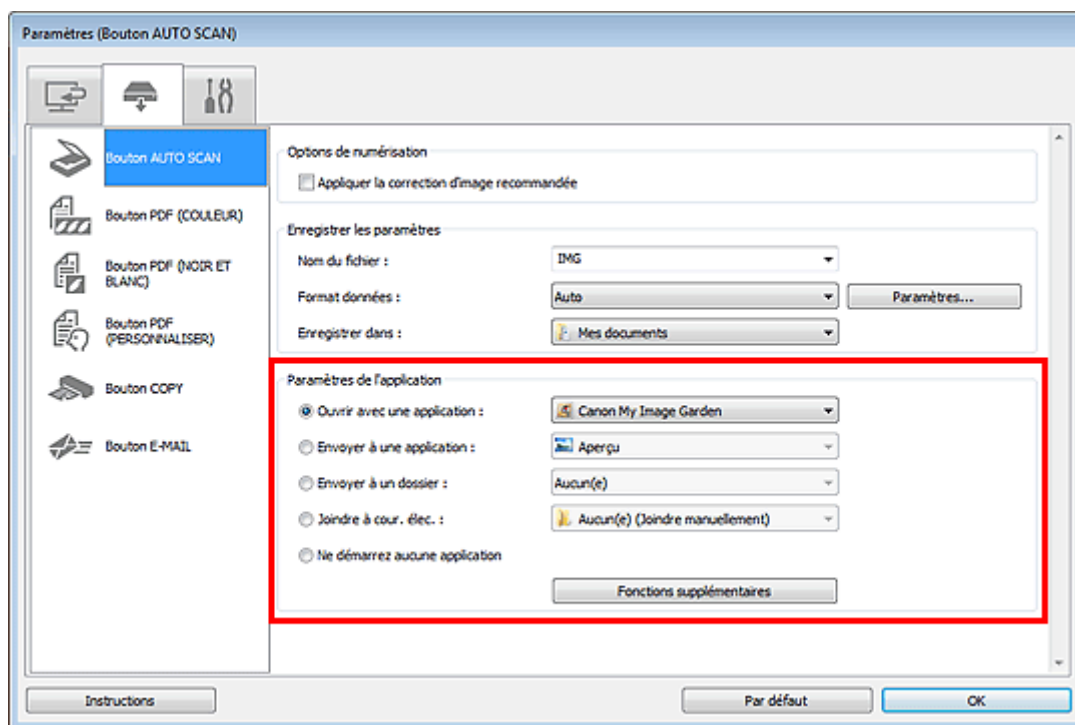 Paramètres (Bouton AUTO SCAN)
Bouton AUTO SCAN
Bouton PDF (COULEUR)
Bouton PDF (NOIR ET
BLANC)
Bouton PDF
(PERSONNALISER)
Bouton COPY
Bouton E-MAIL
Options de numérisation
Appliquer la correction d'image recommandée
Enregistrer les paramètres
Nom du fichier : IMG
Format données : Auto Paramètres...
Enregistrer dans : Mes documents
Paramètres de l'application
Ouvrir avec une application : Canon My Image Garden
Envoyer à une application : Aperçu
Envoyer à un dossier : Aucun(e)
Joindre à cour. élec. : Aucun(e) (Joindre manuellement)
Ne démarrez aucune application
Fonctions supplémentaires
Instructions Par défaut OK